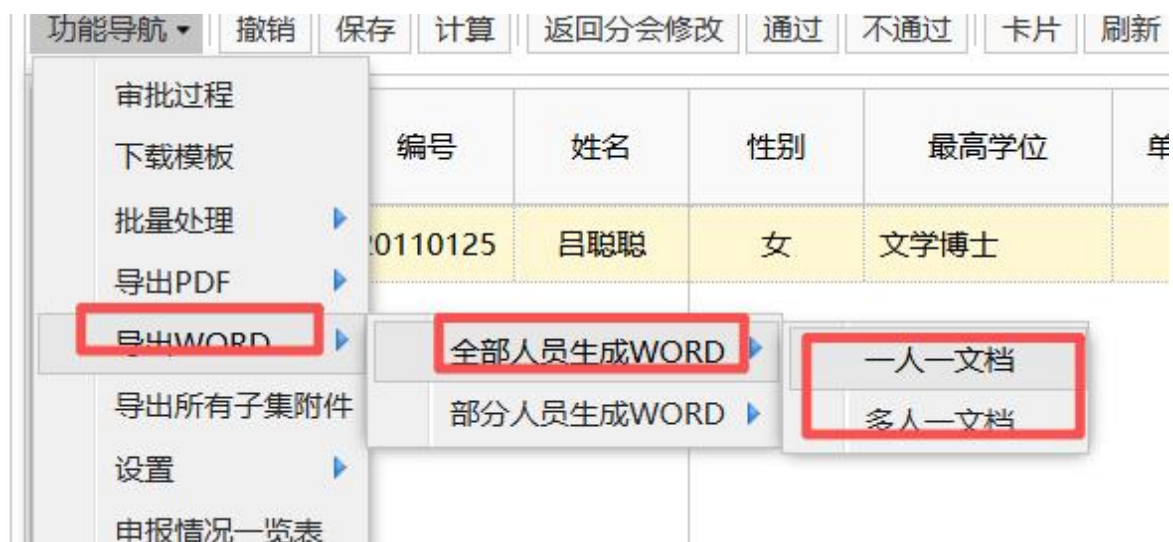 功能导航 撤销 保存 计算 返回分会修改 通过 不通过 卡片 刷新
审批过程
编号 姓名 性别 最高学位 单
下载模板
批量处理
20110125 吕聪聪 女 文学博士
导出PDF
导出WORD 全部人员生成WORD 一人一文档
导出所有子集附件 部分人员生成WORD 多人一文档
设置
申报情况一览表